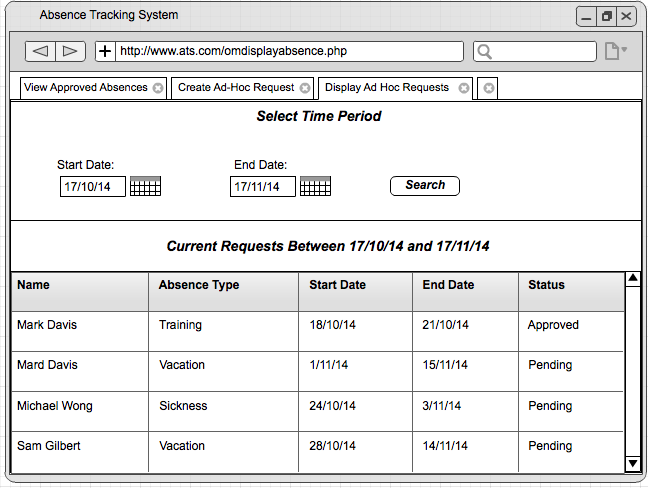 Absence Tracking System
http://www.ats.com/omdisplayabsence.php
View Approved Absences Create Ad-Hoc Request Display Ad Hoc Requests
Select Time Period
Start Date: End Date:
17/10/14 17/11/14 Search
Current Requests Between 17/10/14 and 17/11/14
Name Absence Type Start Date End Date Status
Mark Davis Training 18/10/14 21/10/14 Approved
Mard Davis Vacation 1/11/14 15/11/14 Pending
Michael Wong Sickness 24/10/14 3/11/14 Pending
Sam Gilbert Vacation 28/10/14 14/11/14 Pending